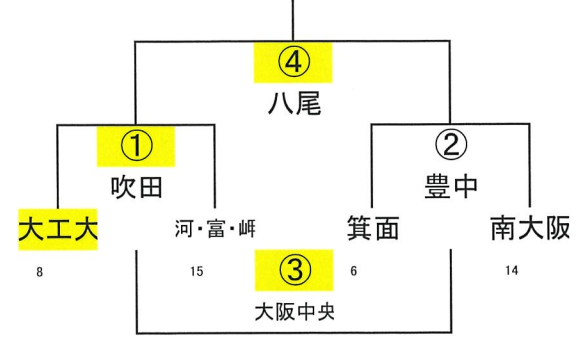 ④
八尾
① ②
吹田 豊中
大工大 河・富・岬 箕面 南大阪
8 15 ③ 6 14
大阪中央